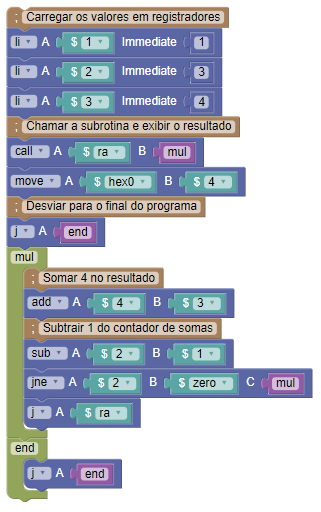 ; Carregar os valores em registradores
li A $ 1 Immediate 1
li A $ 2 Immediate 3
li A $ 3 Immediate 4
; Chamar a subrotina e exibir o resultado
call A $ ra B mul
move A $ hex0 B $ 4
; Desviar para o final do programa
j A end
mul
; Somar 4 no resultado
add A $ 4 B $ 3
; Subtrair 1 do contador de somas
sub A $ 2 B $ 1
jne A $ 2 B $ zero C mul
j A $ ra
end
j A end